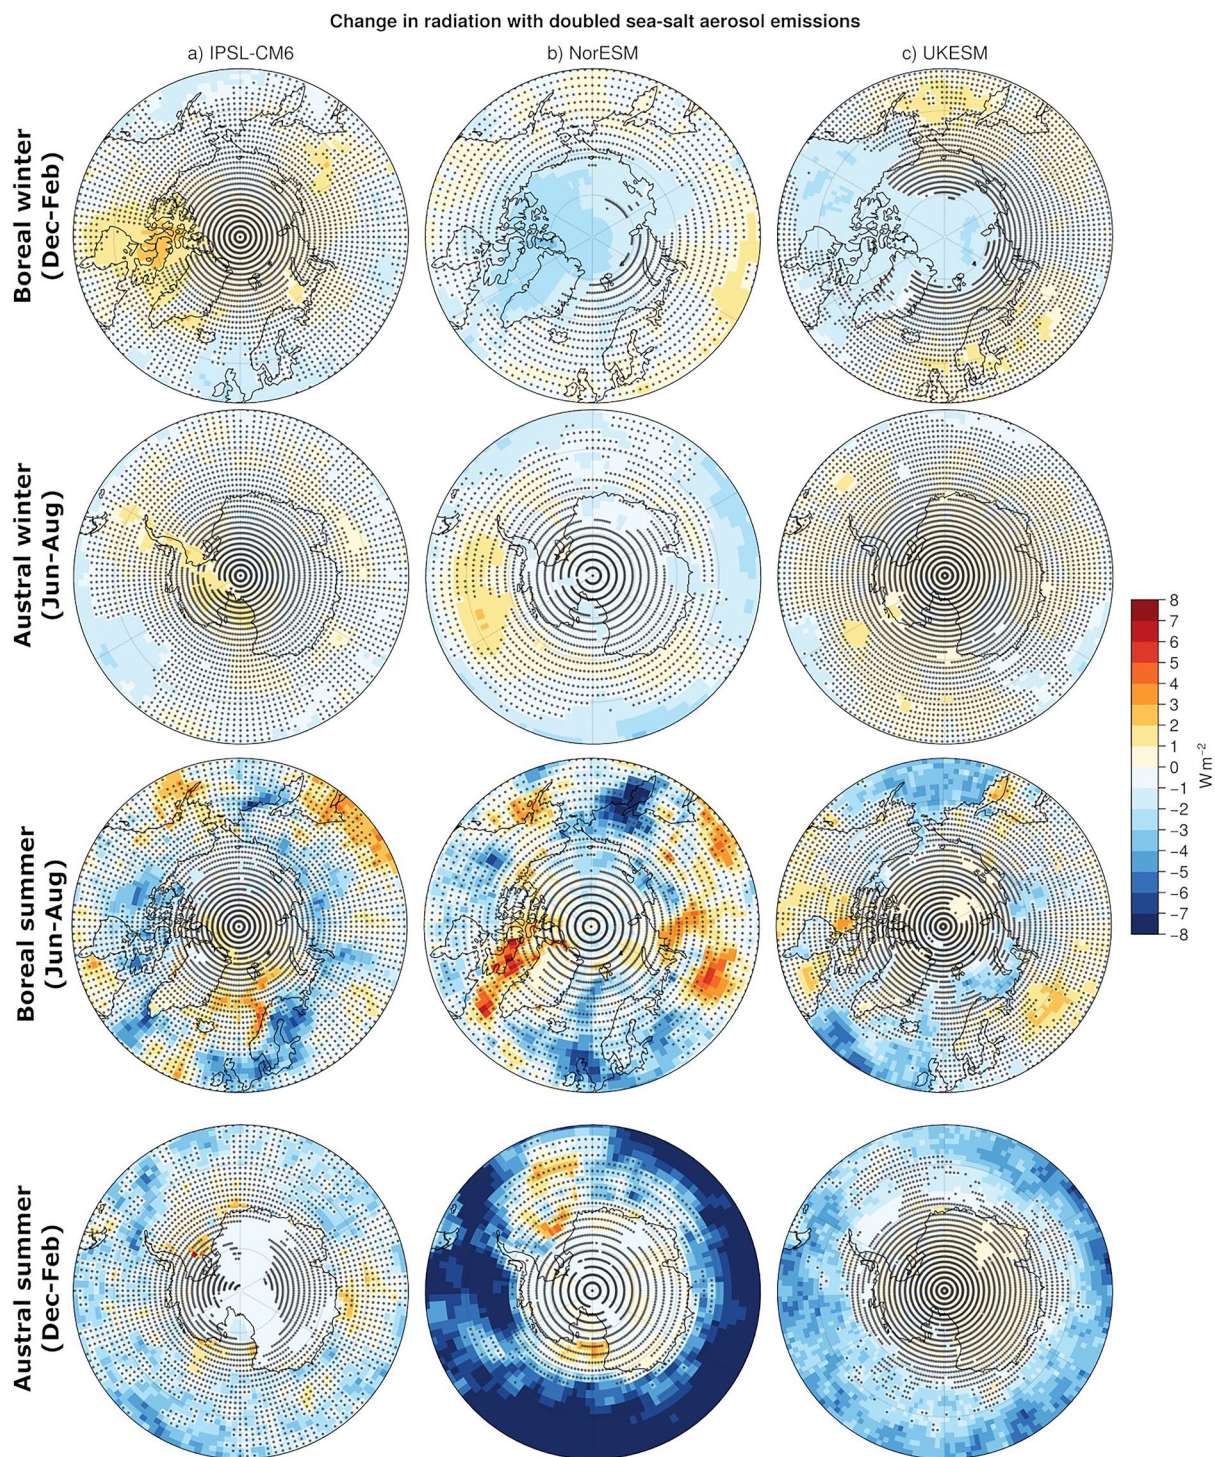 Change in radiation with doubled sea-salt aerosol emissions
a) IPSL-CM6
b) NorESM
c) UKESM
Boreal winter
(Dec-Feb)
Austral winter
(Jun-Aug)
Boreal summer
(Jun-Aug)
Austral summer
(Dec-Feb)
8
7
6
5
4
3
2
1
0
−1
−2
−3
−4
−5
−6
−7
−8
W m−2